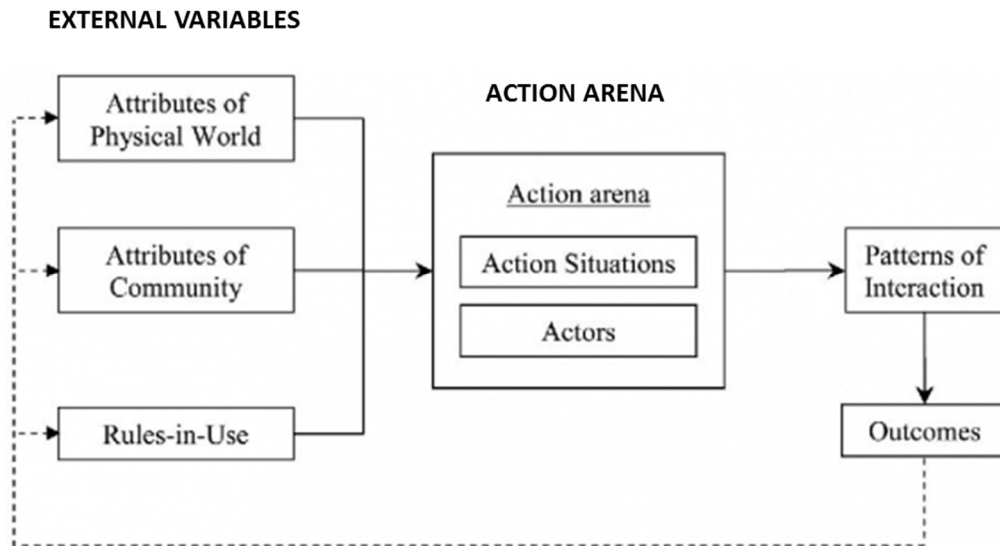 EXTERNAL VARIABLES
ACTION ARENA
Attributes of
Physical World
Attributes of
Community
Rules-in-Use
Action arena
Action Situations
Actors
Patterns of
Interaction
Outcomes